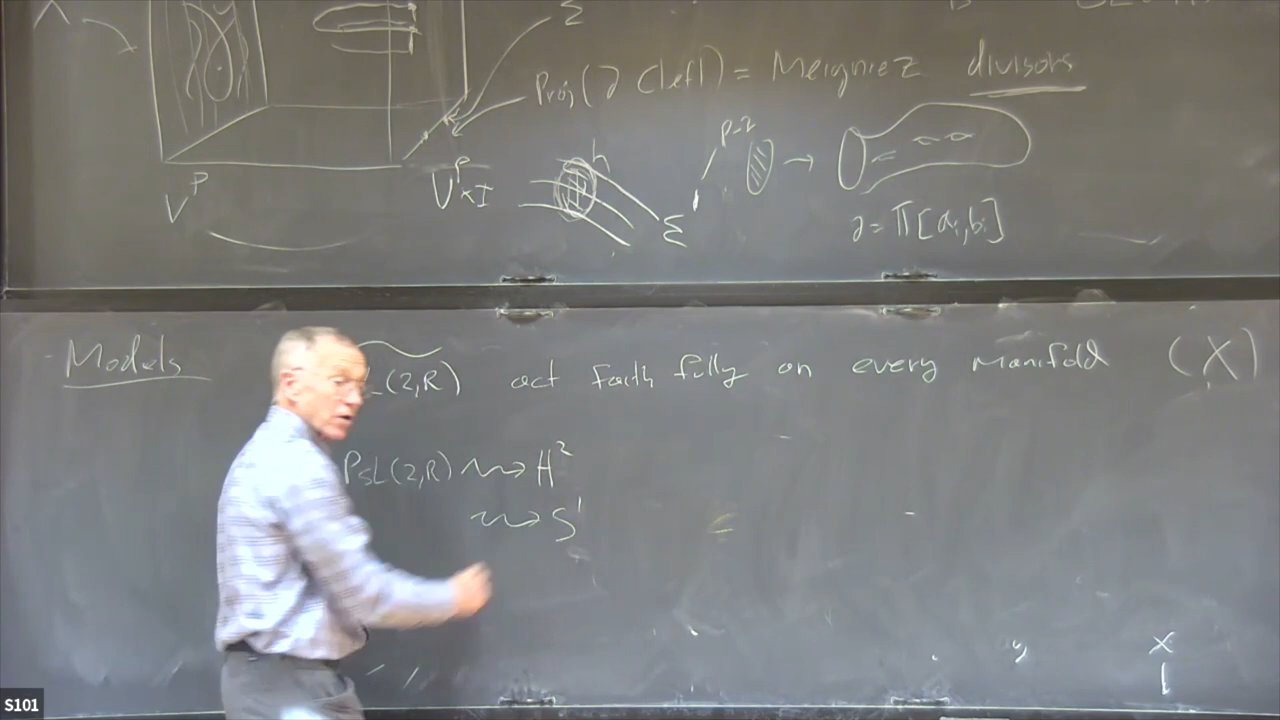 Λ
Σ
Proj (∂ Cleft) = Meigniez divisors
P-2
h
V^P
U^P×I
Σ
∂ = Π[a_i, b_i]
Models
L(2,R) act faithfully on every manifold (X)
PSL(2,R) ⇝ H^2
⇝ S^1
y x
S101